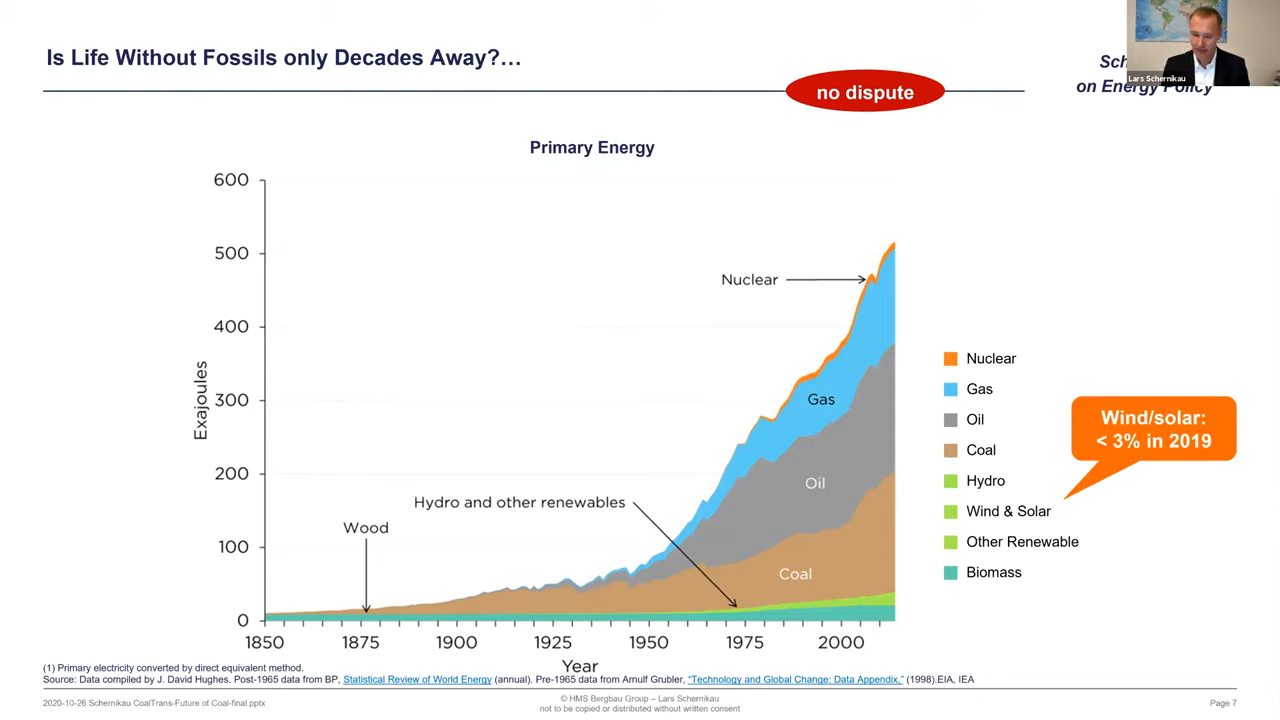 Is Life Without Fossils only Decades Away?…
Sch
on Energy Policy
Lars Schernikau
no dispute
Primary Energy
600
500
400
300
200
100
0
Exajoules
Nuclear
Gas
Oil
Coal
Hydro and other renewables
Wood
1850 1875 1900 1925 1950 1975 2000
Year
Nuclear
Gas
Oil
Coal
Hydro
Wind & Solar
Other Renewable
Biomass
Wind/solar:
< 3% in 2019
(1) Primary electricity converted by direct equivalent method.
Source: Data compiled by J. David Hughes. Post-1965 data from BP, Statistical Review of World Energy (annual). Pre-1965 data from Arnulf Grubler, “Technology and Global Change: Data Appendix,” (1998).EIA, IEA
2020-10-26 Schernikau CoalTrans-Future of Coal-final.pptx
© HMS Bergbau Group – Lars Schernikau
not to be copied or distributed without written consent
Page 7